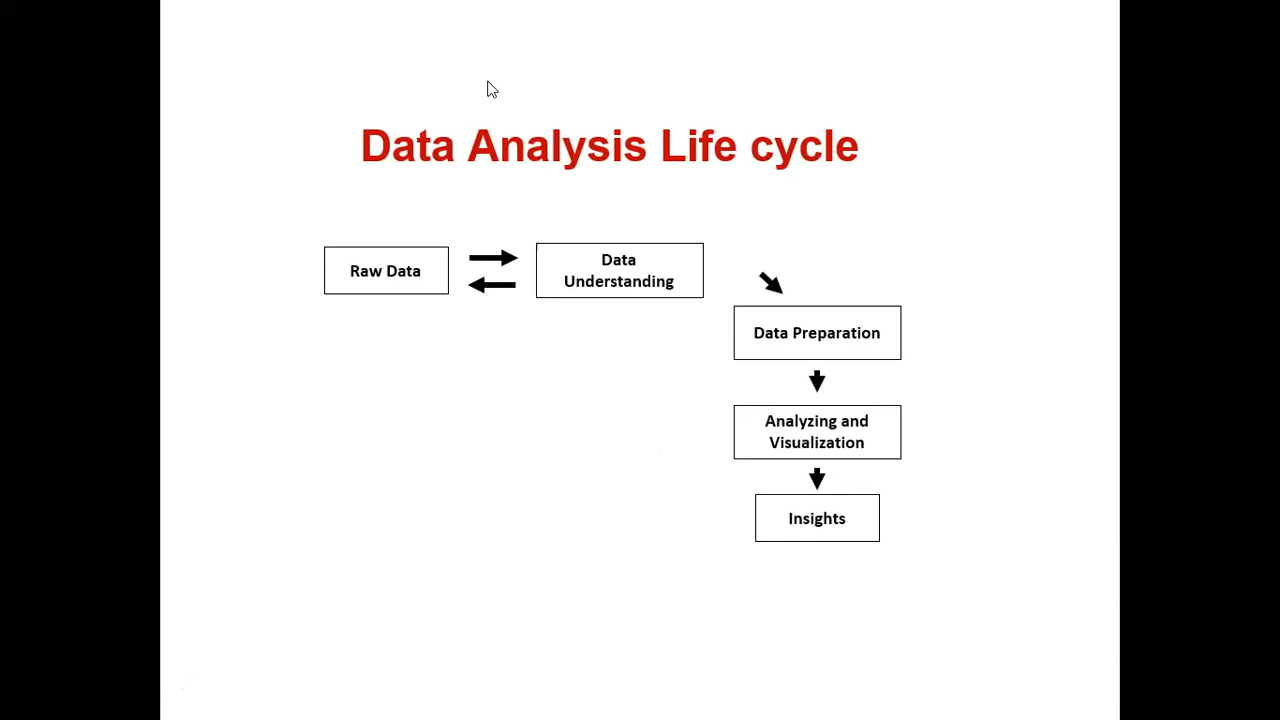 Data Analysis Life cycle
Raw Data
Data
Understanding
Data Preparation
Analyzing and
Visualization
Insights